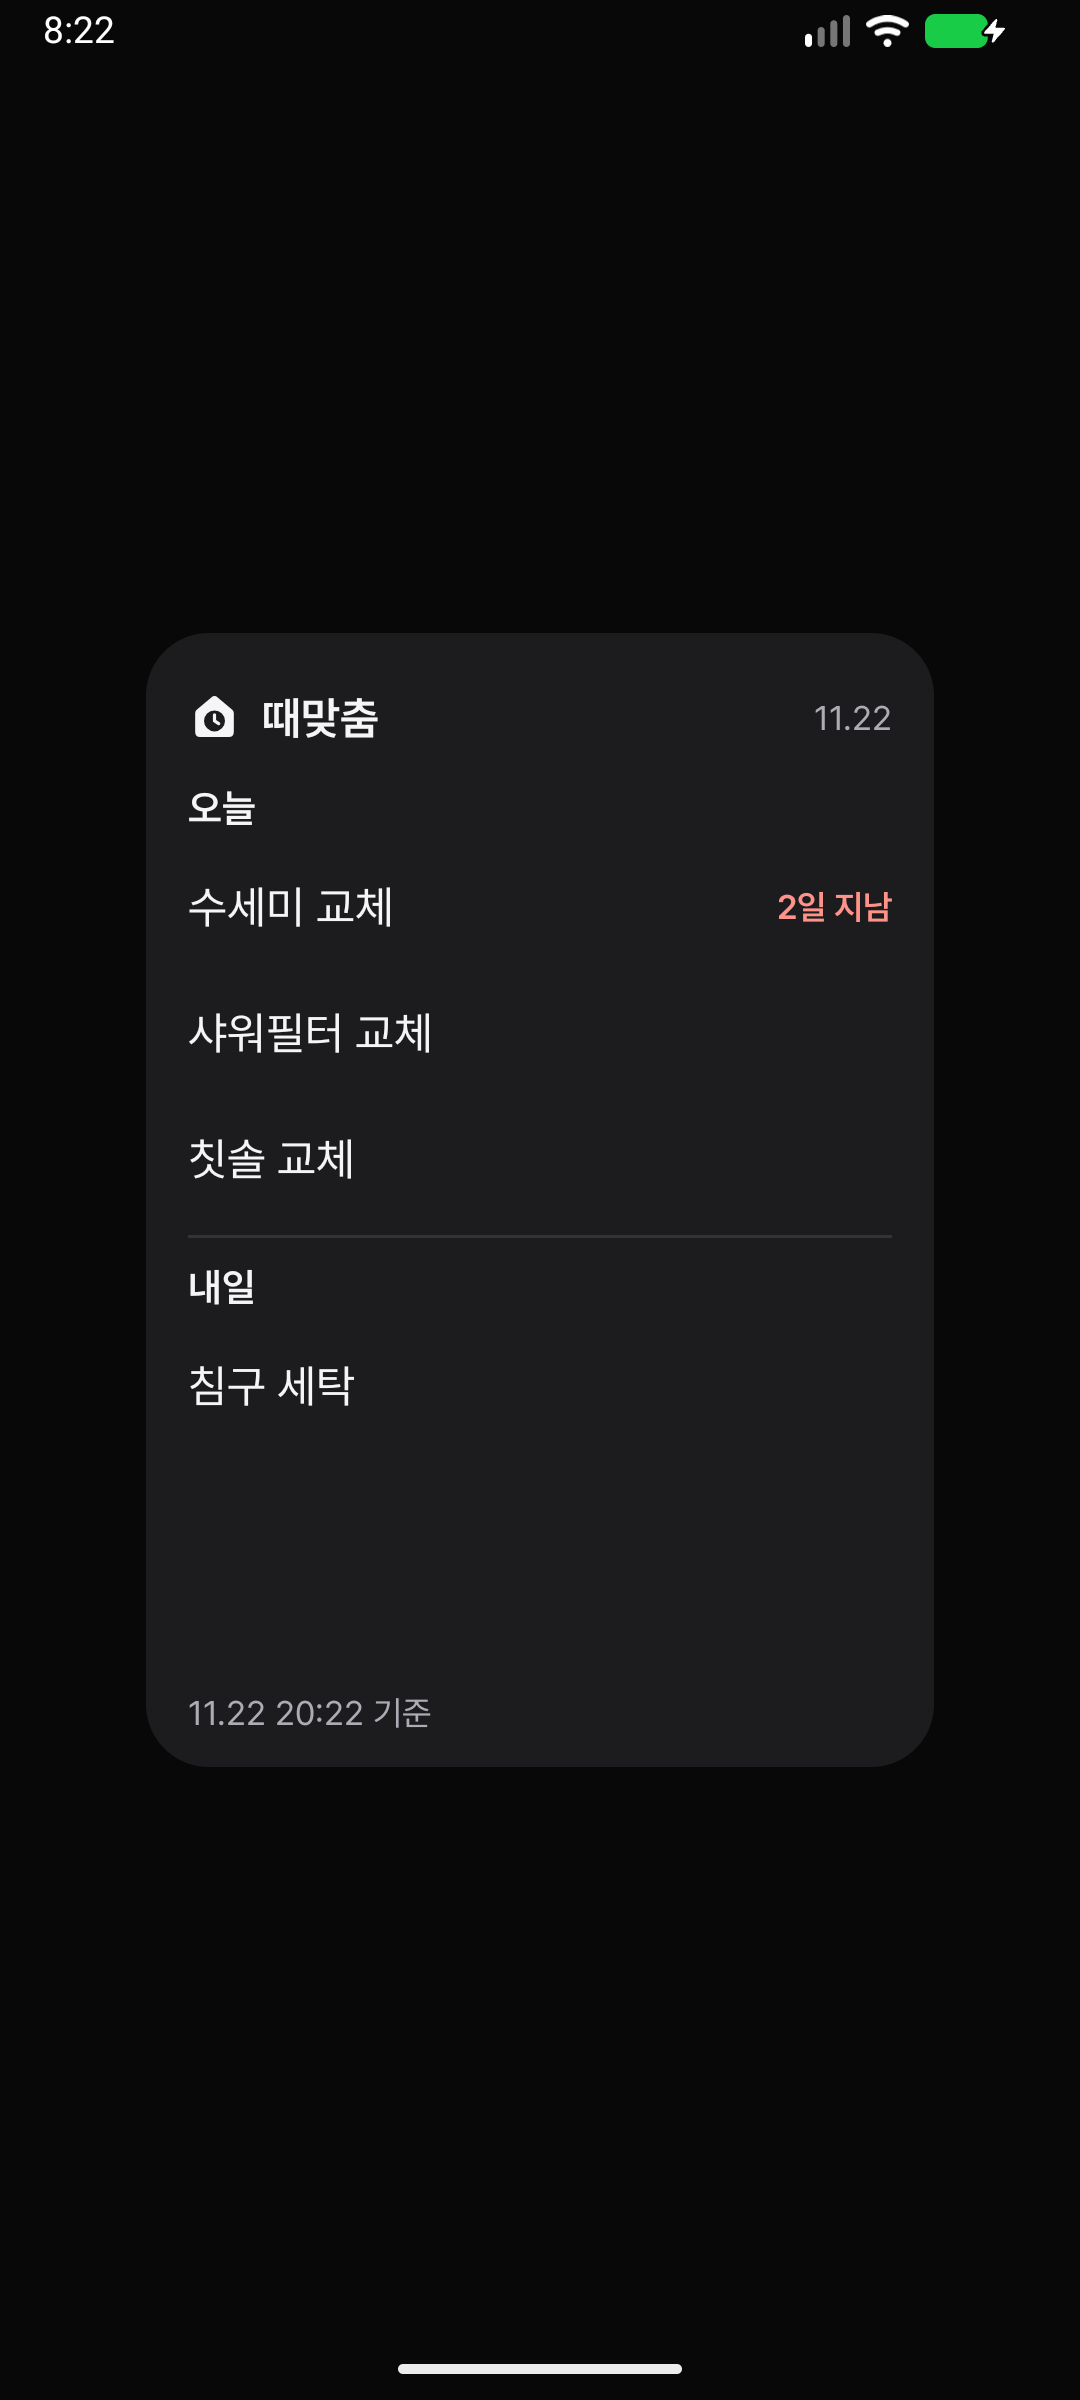 8:22
때맞춤
11.22
오늘
수세미 교체
2일 지남
샤워필터 교체
칫솔 교체
내일
침구 세탁
11.22 20:22 기준